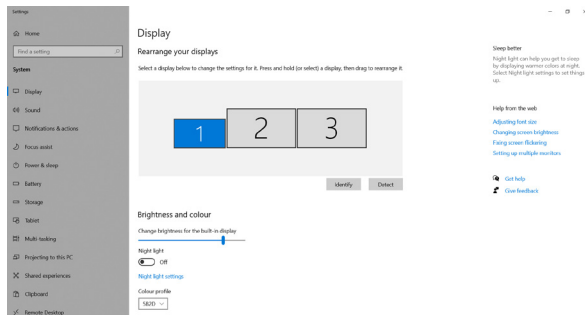 Settings
Home
Find a setting
System
Display
Sound
Notifications & actions
Focus assist
Power & sleep
Battery
Storage
Tablet
Multi-tasking
Projecting to this PC
Shared experiences
Clipboard
Remote Desktop
Display
Rearrange your displays
Select a display below to change the settings for it. Press and hold (or select) a display, then drag to rearrange it.
1
2
3
Identify
Detect
Brightness and colour
Change brightness for the built-in display
Night light
Off
Night light settings
Colour profile
SB2D
Sleep better
Night light can help you get to sleep
by displaying warmer colors at night.
Select Night light settings to set things
up.
Help from the web
Adjusting font size
Changing screen brightness
Fixing screen flickering
Setting up multiple monitors
Get help
Give feedback